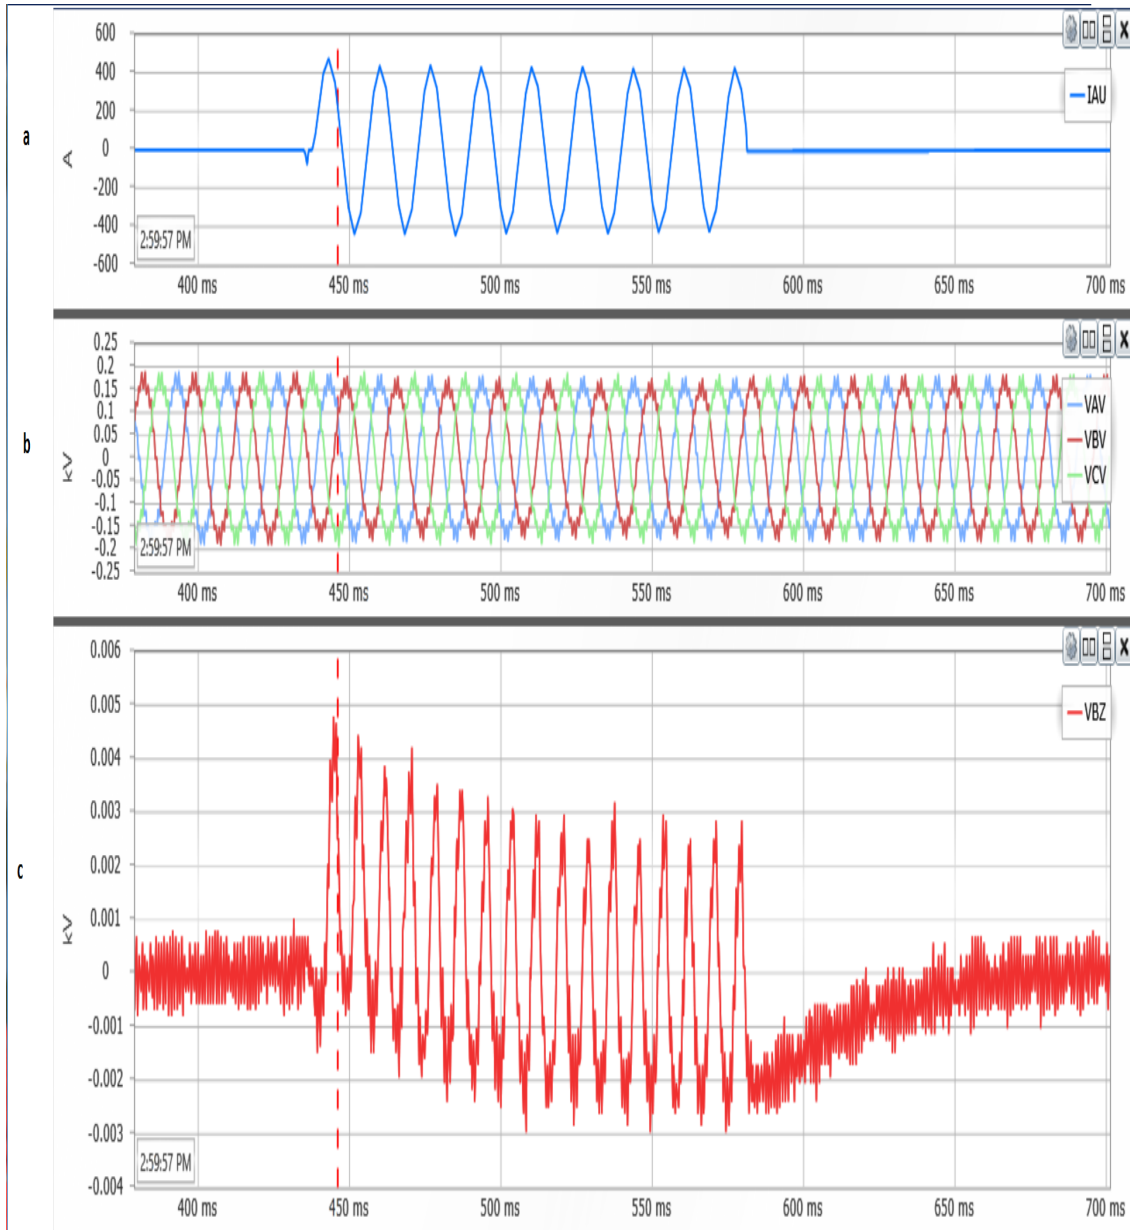 600
400
IAU
200
a
0
A
-200
-400
2:59:57 PM
-600
400 ms 450 ms 500 ms 550 ms 600 ms 650 ms 700 ms
0.25
kV
0.2
0.15
VAV
0.1
0.05
VBV
b
0
-0.05
VCV
-0.1
-0.15
-0.2
2:59:57 PM
-0.25
400 ms 450 ms 500 ms 550 ms 600 ms 650 ms 700 ms
0.006
0.005
VBZ
0.004
0.003
0.002
c
0.001
kV
0
-0.001
-0.002
-0.003
2:59:57 PM
-0.004
400 ms 450 ms 500 ms 550 ms 600 ms 650 ms 700 ms